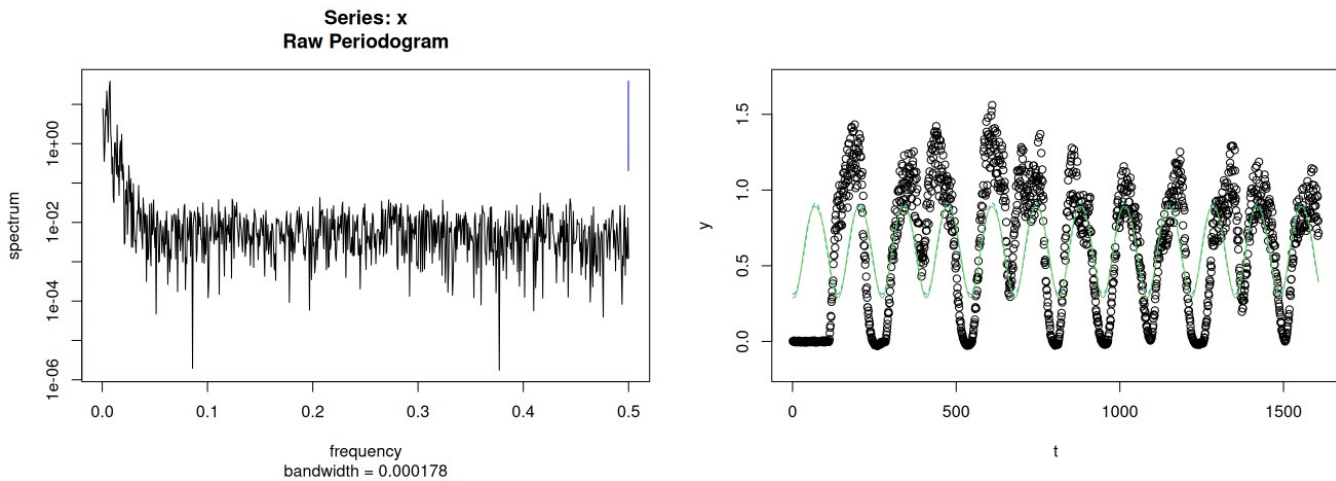 Series: x
Raw Periodogram
spectrum
1e+00
1e-02
1e-04
1e-06
0.0 0.1 0.2 0.3 0.4 0.5
frequency
bandwidth = 0.000178
y
1.5
1.0
0.5
0.0
0 500 1000 1500
t